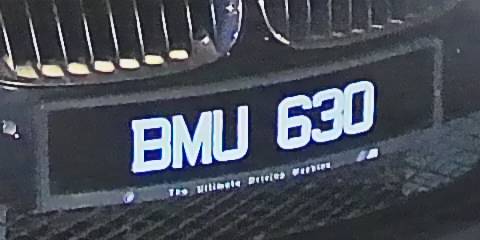 BMU 630
The Ultimate Driving Machine